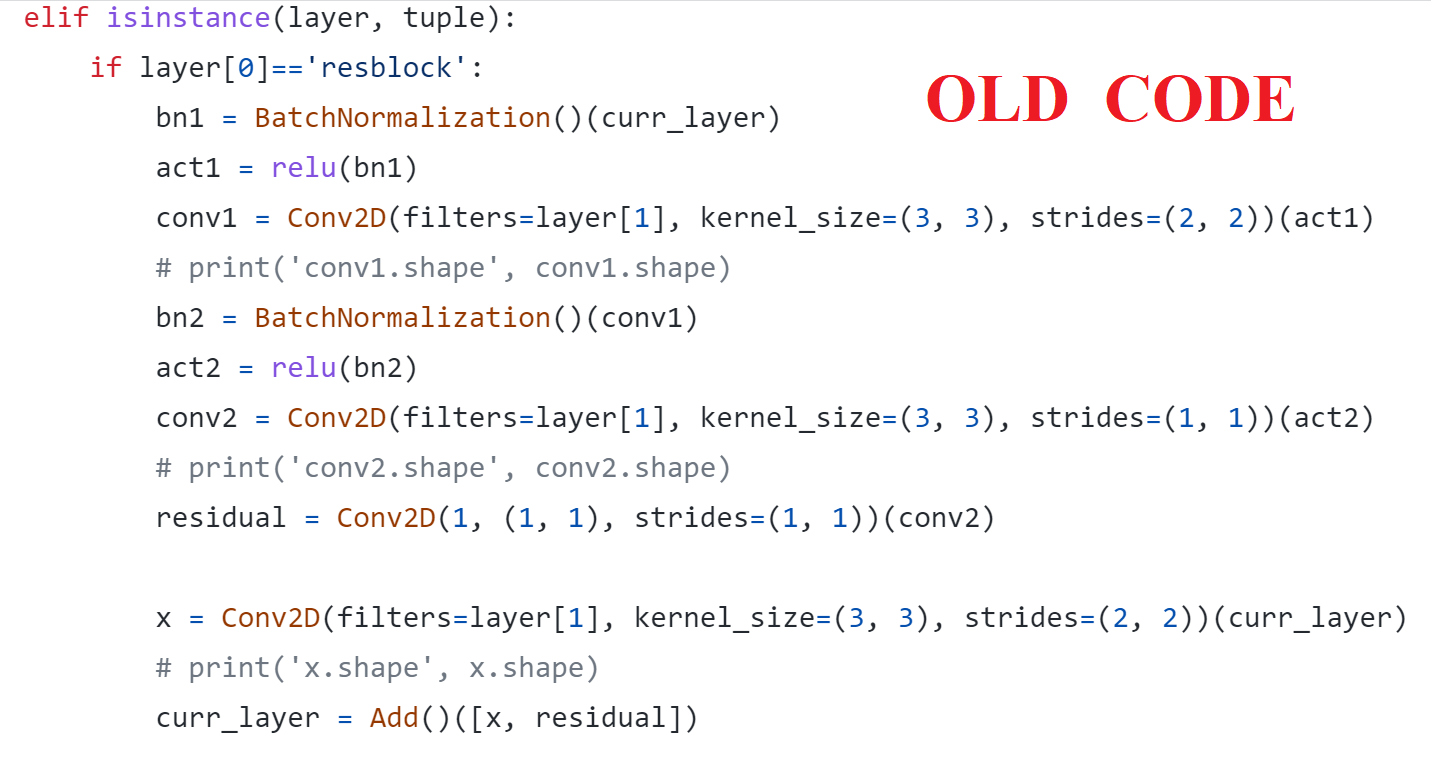 elif isinstance(layer, tuple):
    if layer[0]=='resblock':
OLD CODE
        bn1 = BatchNormalization()(curr_layer)
        act1 = relu(bn1)
        conv1 = Conv2D(filters=layer[1], kernel_size=(3, 3), strides=(2, 2))(act1)
        # print('conv1.shape', conv1.shape)
        bn2 = BatchNormalization()(conv1)
        act2 = relu(bn2)
        conv2 = Conv2D(filters=layer[1], kernel_size=(3, 3), strides=(1, 1))(act2)
        # print('conv2.shape', conv2.shape)
        residual = Conv2D(1, (1, 1), strides=(1, 1))(conv2)
        x = Conv2D(filters=layer[1], kernel_size=(3, 3), strides=(2, 2))(curr_layer)
        # print('x.shape', x.shape)
        curr_layer = Add()([x, residual])